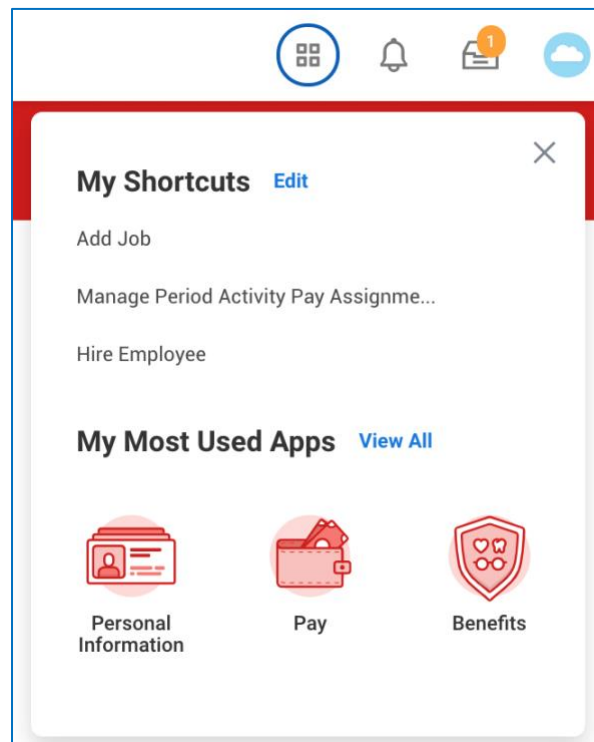 1
My Shortcuts Edit
Add Job
Manage Period Activity Pay Assignme...
Hire Employee
My Most Used Apps View All
Personal
Information
Pay
Benefits